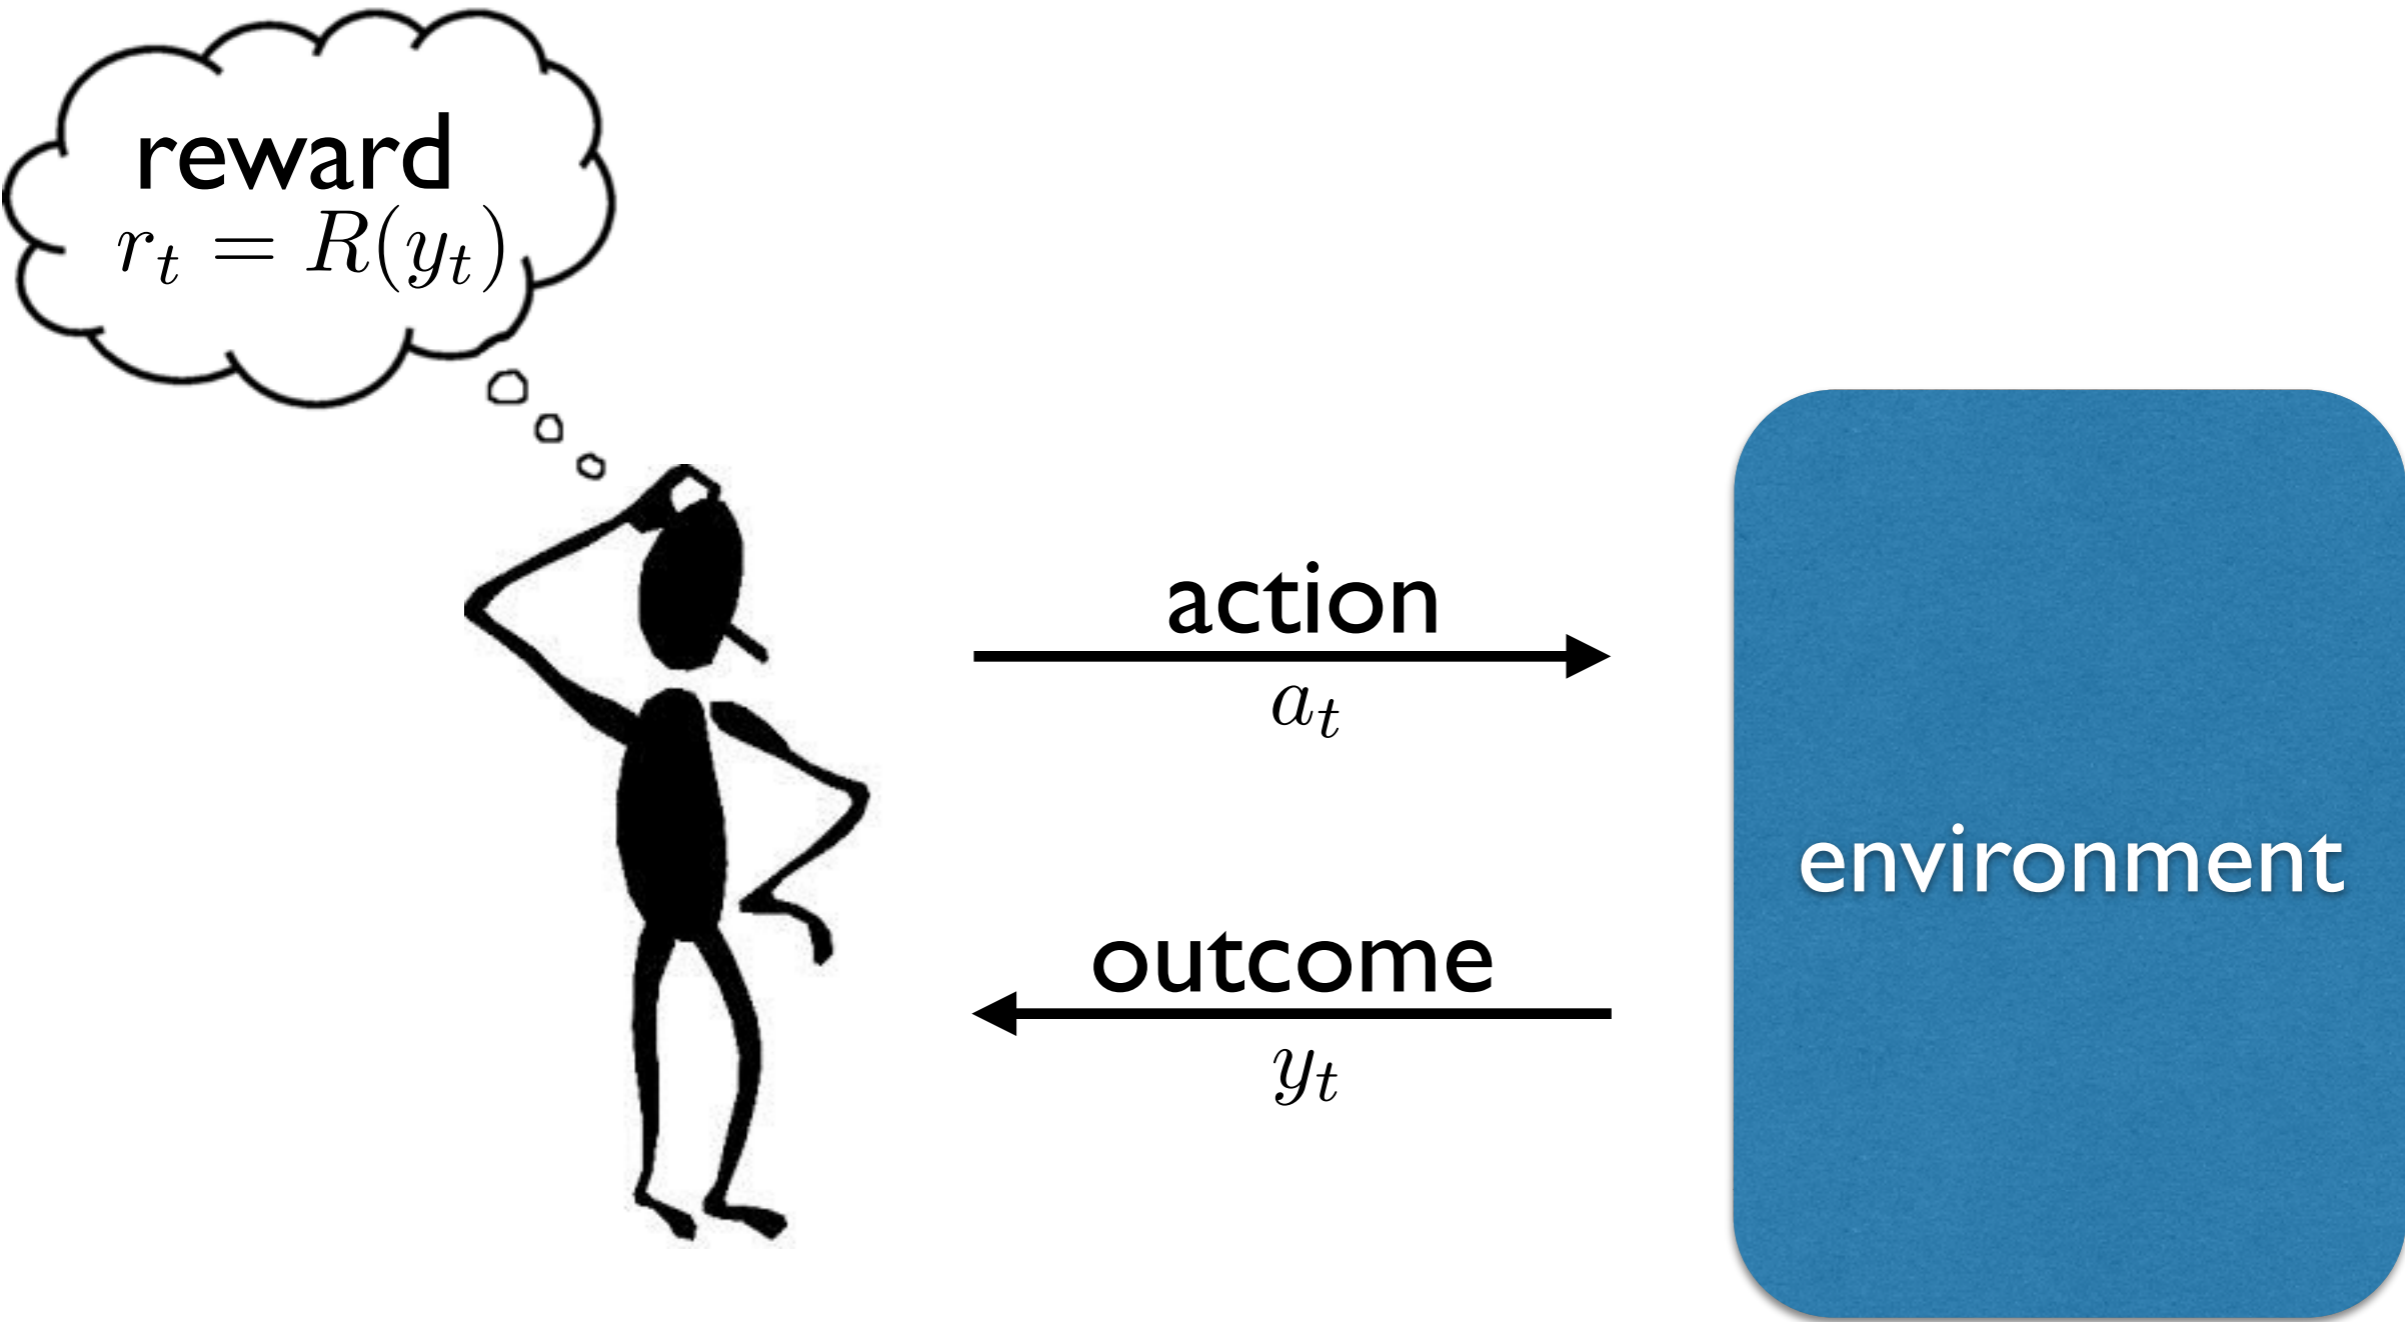 reward
r_t = R(y_t)
action
a_t
environment
outcome
y_t